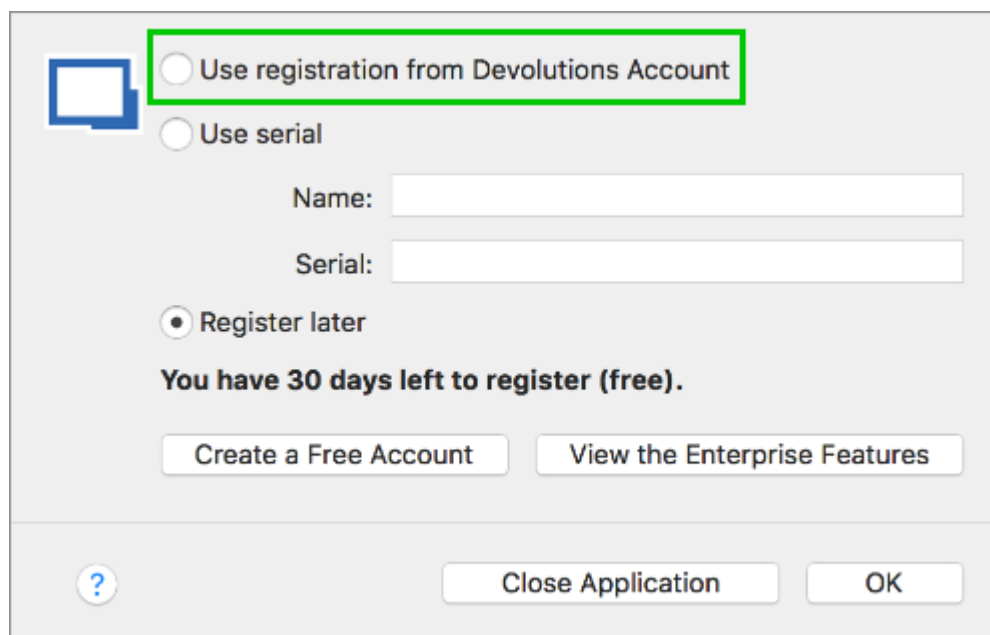 Use registration from Devolutions Account
Use serial
Name:
Serial:
Register later
You have 30 days left to register (free).
Create a Free Account
View the Enterprise Features
?
Close Application
OK